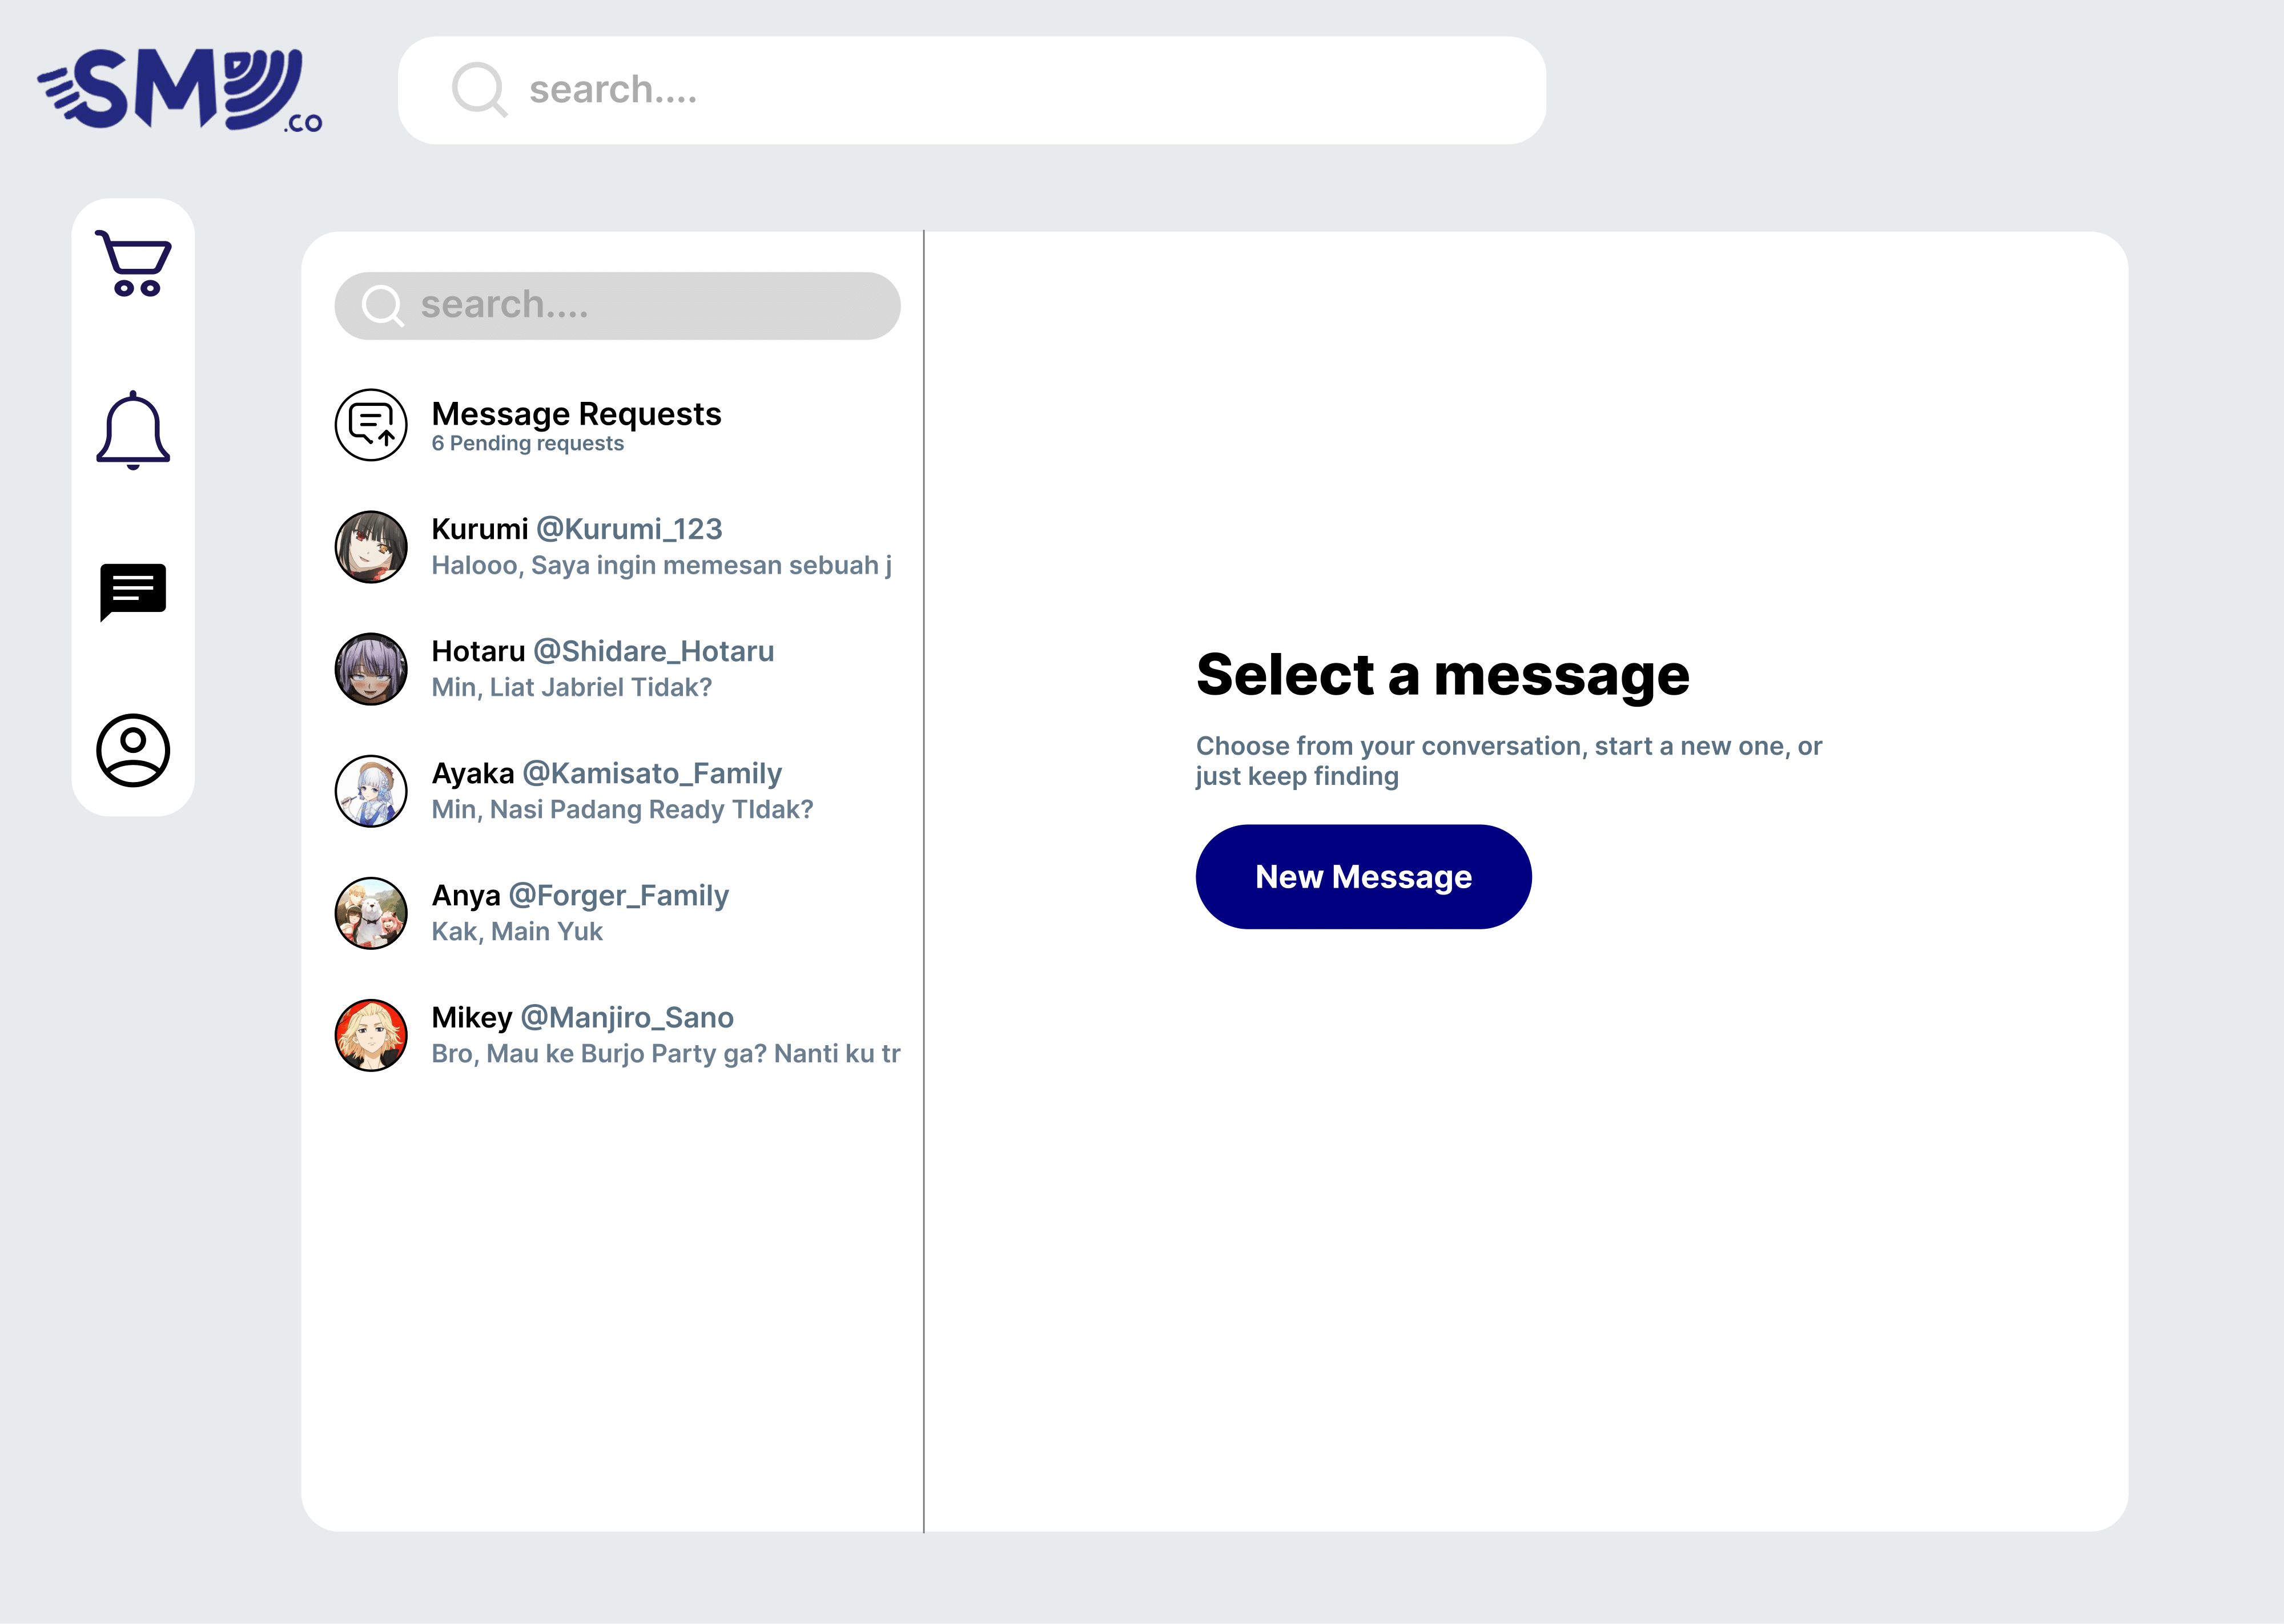 SMD.co
search....
search....
Message Requests
6 Pending requests
Kurumi @Kurumi_123
Halooo, Saya ingin memesan sebuah j
Hotaru @Shidare_Hotaru
Min, Liat Jabriel Tidak?
Ayaka @Kamisato_Family
Min, Nasi Padang Ready TIdak?
Anya @Forger_Family
Kak, Main Yuk
Mikey @Manjiro_Sano
Bro, Mau ke Burjo Party ga? Nanti ku tr
Select a message
Choose from your conversation, start a new one, or
just keep finding
New Message